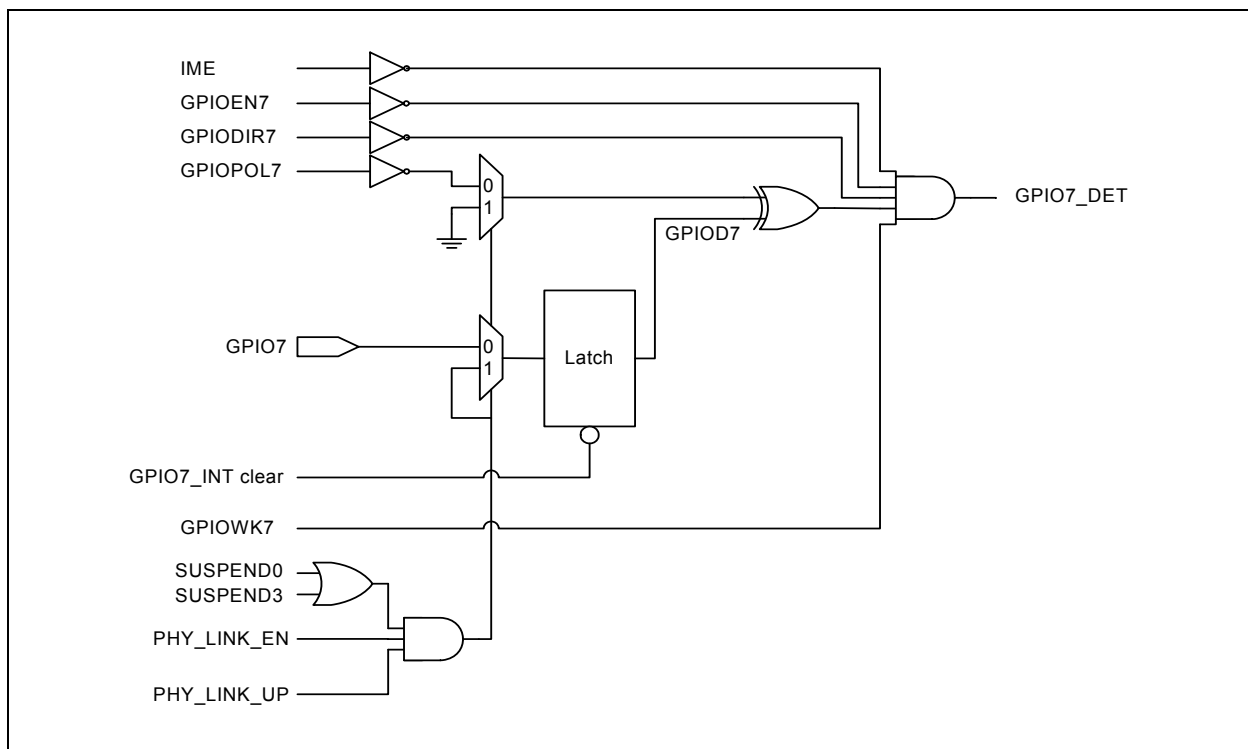 IME
GPIOEN7
GPIODIR7
GPIOPOL7
0
1
GPIO7_DET
GPIOD7
GPIO7
0
1
Latch
GPIO7_INT clear
GPIOWK7
SUSPEND0
SUSPEND3
PHY_LINK_EN
PHY_LINK_UP